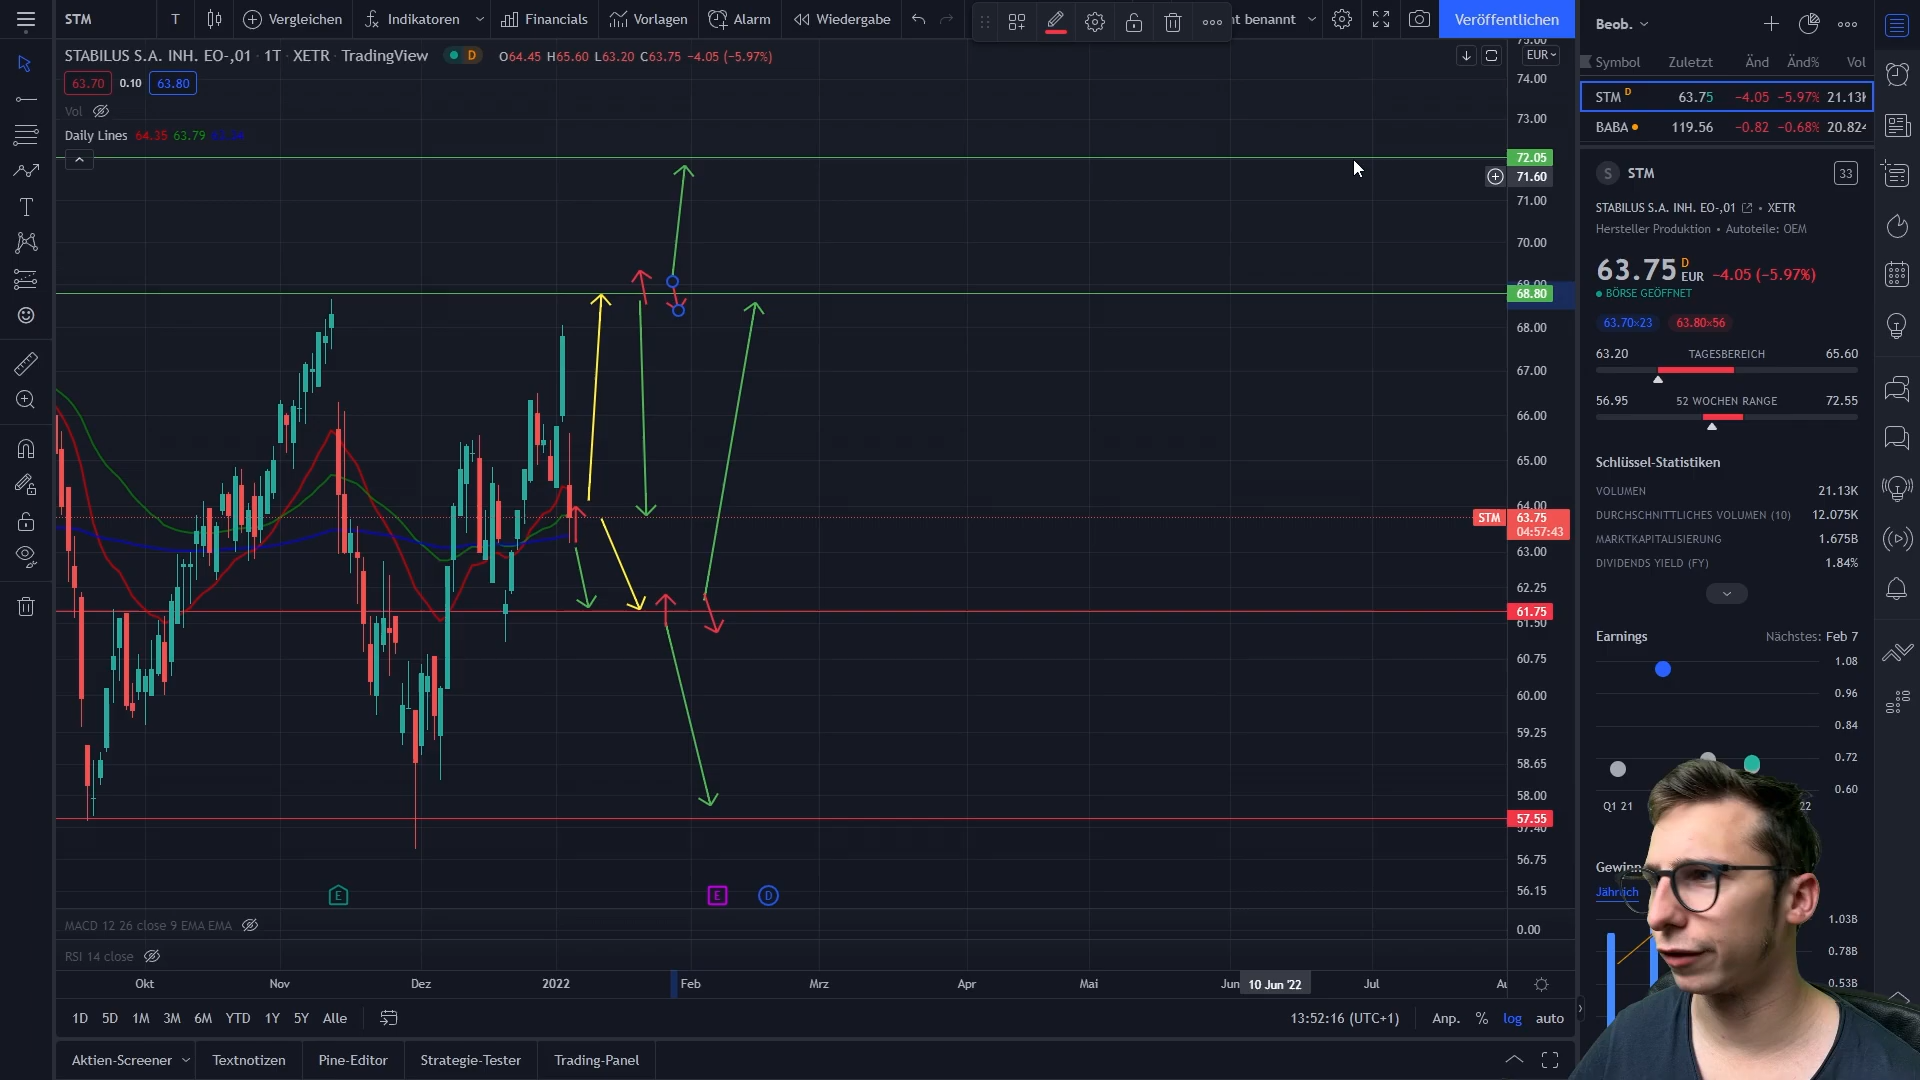 STM
T
Vergleichen
Indikatoren
Financials
Vorlagen
Alarm
Wiedergabe
t benannt
Veröffentlichen
STABILUS S.A. INH. EO-,01 · 1T · XETR · TradingView
D
O64.45 H65.60 L63.20 C63.75 -4.05 (-5.97%)
EUR
63.70
0.10
63.80
Vol
Daily Lines 64.35 63.79
75.00
74.00
73.00
72.05
71.60
71.00
70.00
69.00
68.80
68.00
67.00
66.00
65.00
64.00
STM
63.75
04:57:43
63.00
62.25
61.75
61.50
60.75
60.00
59.25
58.65
58.00
57.55
57.40
56.75
56.15
0.00
E
E
D
MACD 12 26 close 9 EMA EMA
RSI 14 close
Okt
Nov
Dez
2022
Feb
Mrz
Apr
Mai
Jun
10 Jun '22
Jul
1D
5D
1M
3M
6M
YTD
1Y
5Y
Alle
13:52:16 (UTC+1)
Anp.
%
log
auto
Aktien-Screener
Textnotizen
Pine-Editor
Strategie-Tester
Trading-Panel
Beob.
Symbol
Zuletzt
Änd
Änd%
Vol
STM D 63.75 -4.05 -5.97% 21.13K
BABA 119.56 -0.82 -0.68% 20.824
S
STM
33
STABILUS S.A. INH. EO-,01 • XETR
Hersteller Produktion • Autoteile: OEM
63.75 D EUR -4.05 (-5.97%)
BÖRSE GEÖFFNET
63.70×23
63.80×56
63.20 TAGESBEREICH 65.60
56.95 52 WOCHEN RANGE 72.55
Schlüssel-Statistiken
VOLUMEN 21.13K
DURCHSCHNITTLICHES VOLUMEN (10) 12.075K
MARKTKAPITALISIERUNG 1.675B
DIVIDENDS YIELD (FY) 1.84%
Earnings
Nächstes: Feb 7
1.08
0.96
0.84
0.72
0.60
Q1 21
22
Jährlich
1.03B
0.78B
0.53B